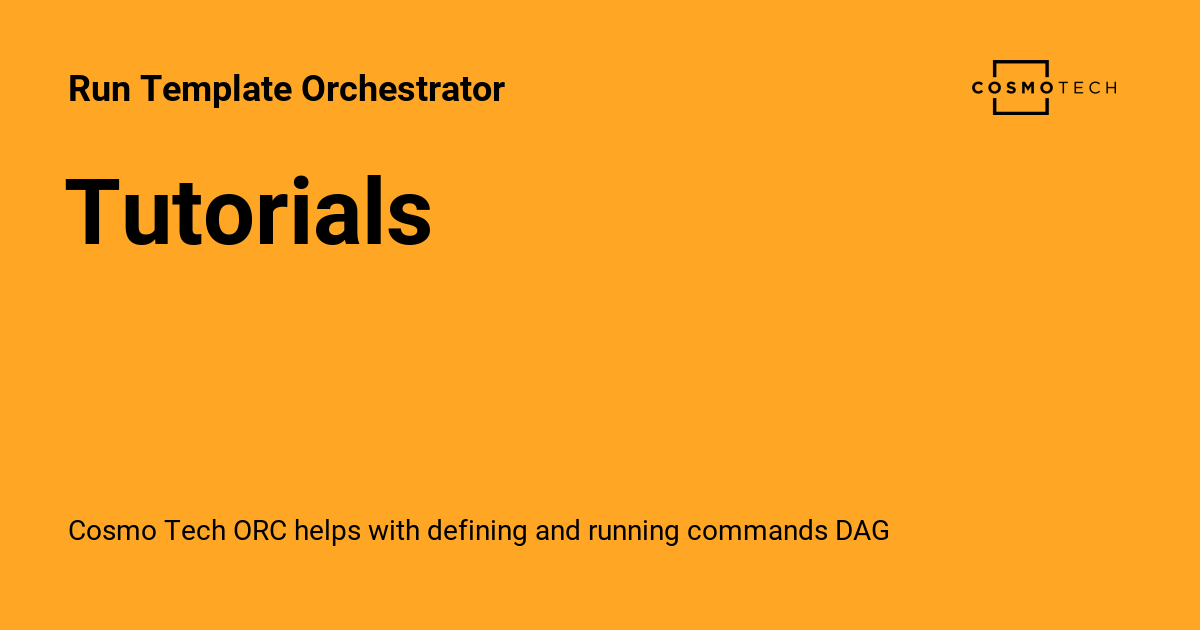 Run Template Orchestrator
COSMOTECH
Tutorials
Cosmo Tech ORC helps with defining and running commands DAG